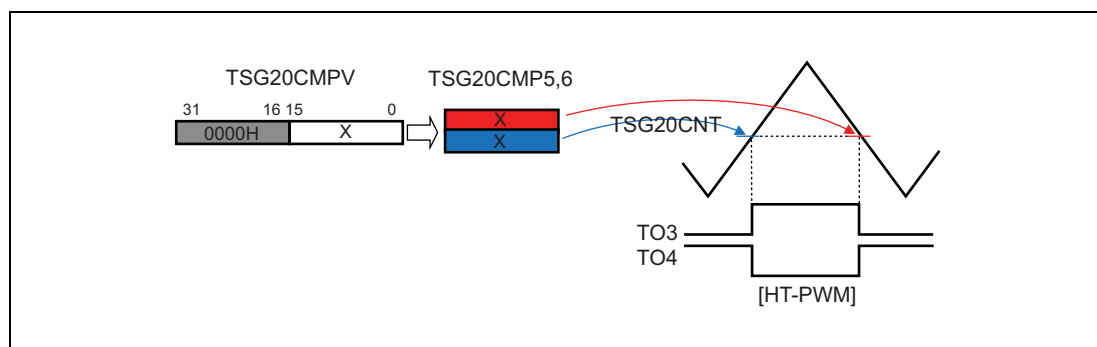 TSG20CMPV
TSG20CMP5,6
31 16 15 0
0000H X
X
X
TSG20CNT
TO3
TO4
[HT-PWM]